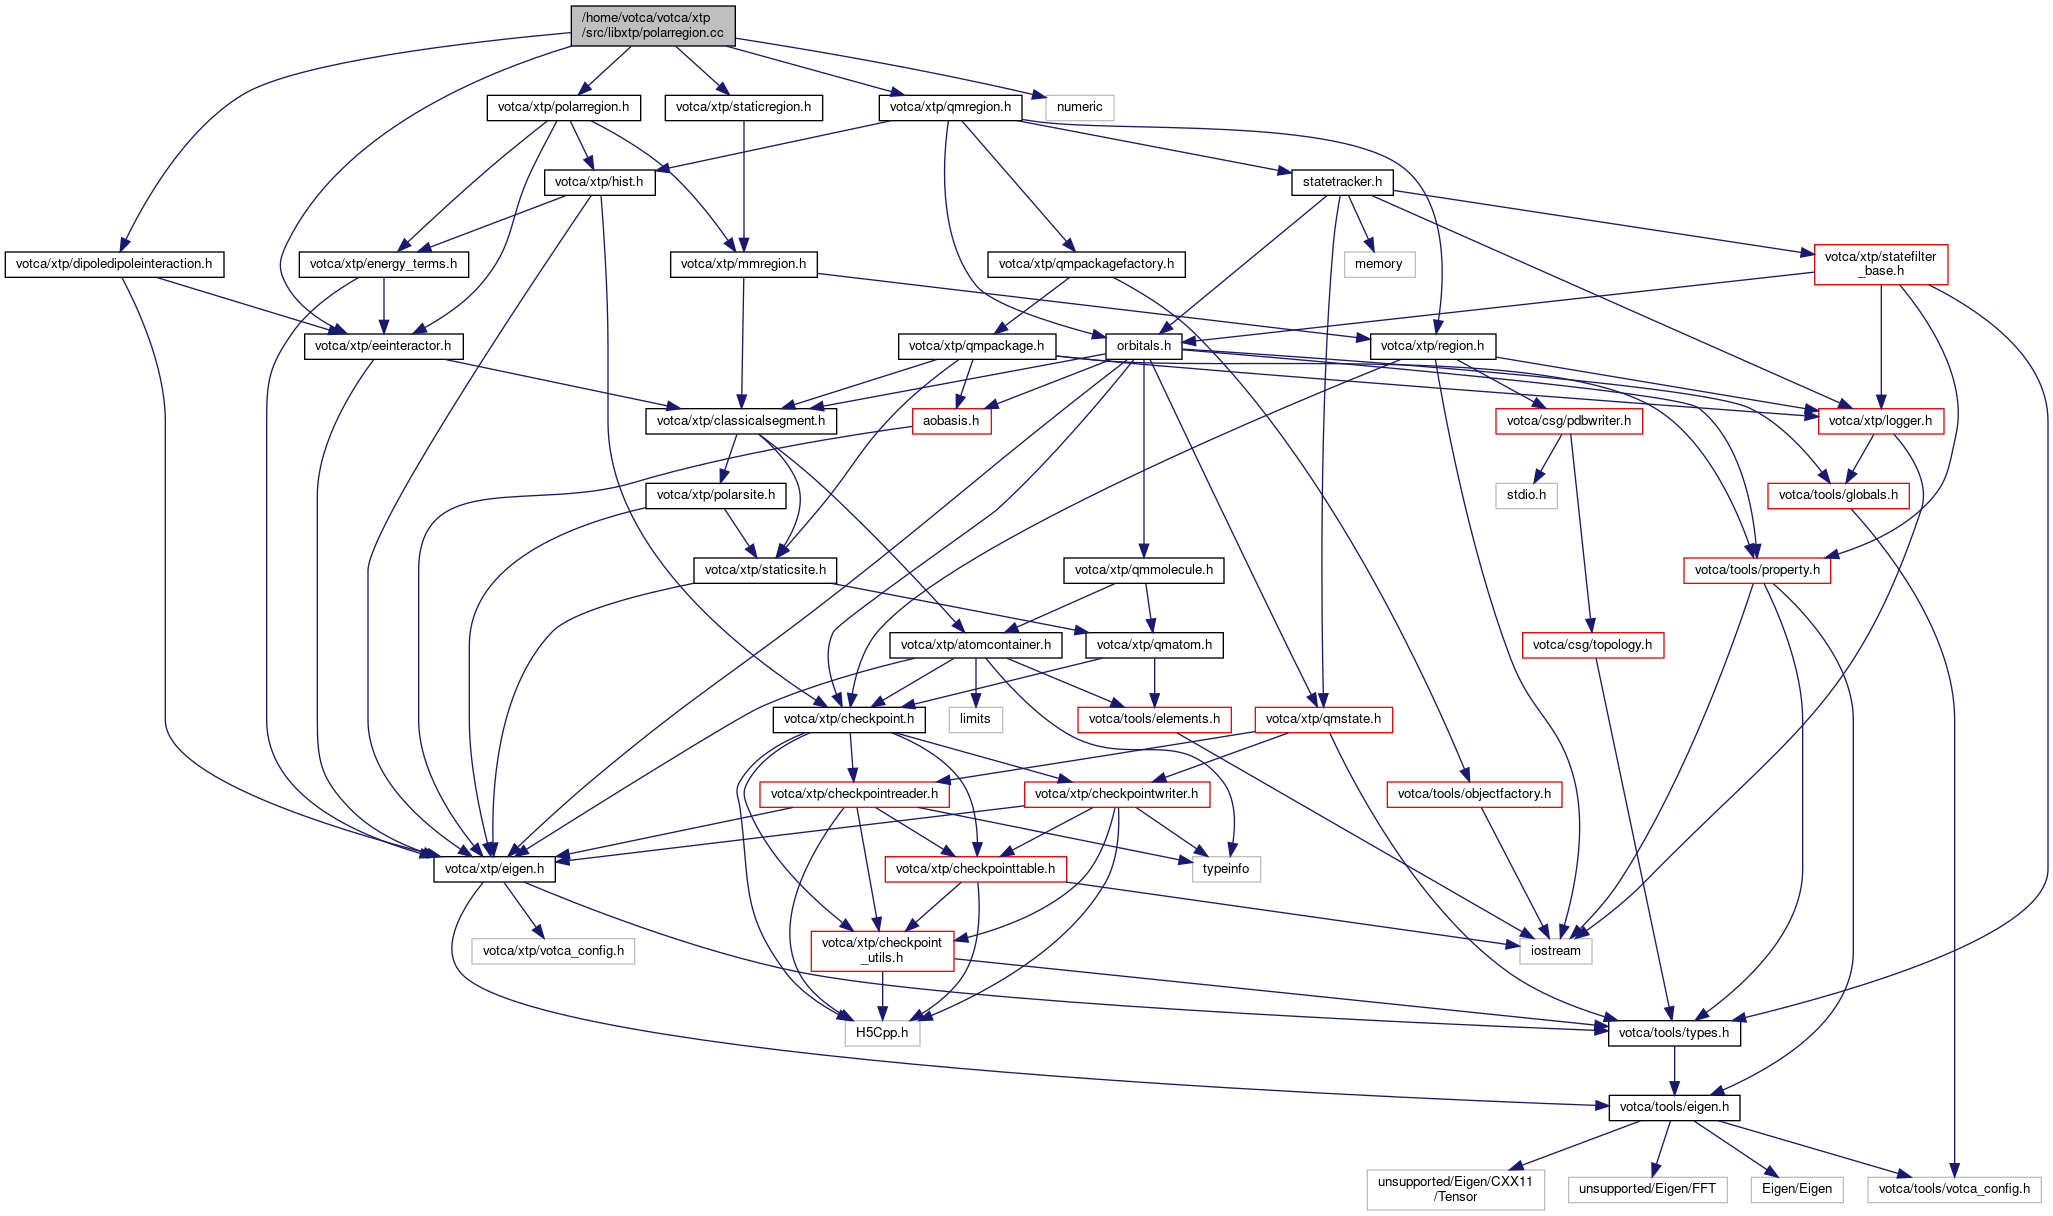 /home/votca/votca/xtp
/src/libxtp/polarregion.cc
votca/xtp/polarregion.h
votca/xtp/staticregion.h
votca/xtp/qmregion.h
numeric
votca/xtp/hist.h
statetracker.h
votca/xtp/dipoledipoleinteraction.h
votca/xtp/energy_terms.h
votca/xtp/mmregion.h
votca/xtp/qmpackagefactory.h
memory
votca/xtp/statefilter
_base.h
votca/xtp/eeinteractor.h
votca/xtp/qmpackage.h
orbitals.h
votca/xtp/region.h
votca/xtp/classicalsegment.h
aobasis.h
votca/csg/pdbwriter.h
votca/xtp/logger.h
votca/xtp/polarsite.h
stdio.h
votca/tools/globals.h
votca/xtp/staticsite.h
votca/xtp/qmmolecule.h
votca/tools/property.h
votca/xtp/atomcontainer.h
votca/xtp/qmatom.h
votca/csg/topology.h
votca/xtp/checkpoint.h
limits
votca/tools/elements.h
votca/xtp/qmstate.h
votca/xtp/checkpointreader.h
votca/xtp/checkpointwriter.h
votca/tools/objectfactory.h
votca/xtp/eigen.h
votca/xtp/checkpointtable.h
typeinfo
votca/xtp/votca_config.h
votca/xtp/checkpoint
_utils.h
iostream
H5Cpp.h
votca/tools/types.h
votca/tools/eigen.h
unsupported/Eigen/CXX11
/Tensor
unsupported/Eigen/FFT
Eigen/Eigen
votca/tools/votca_config.h